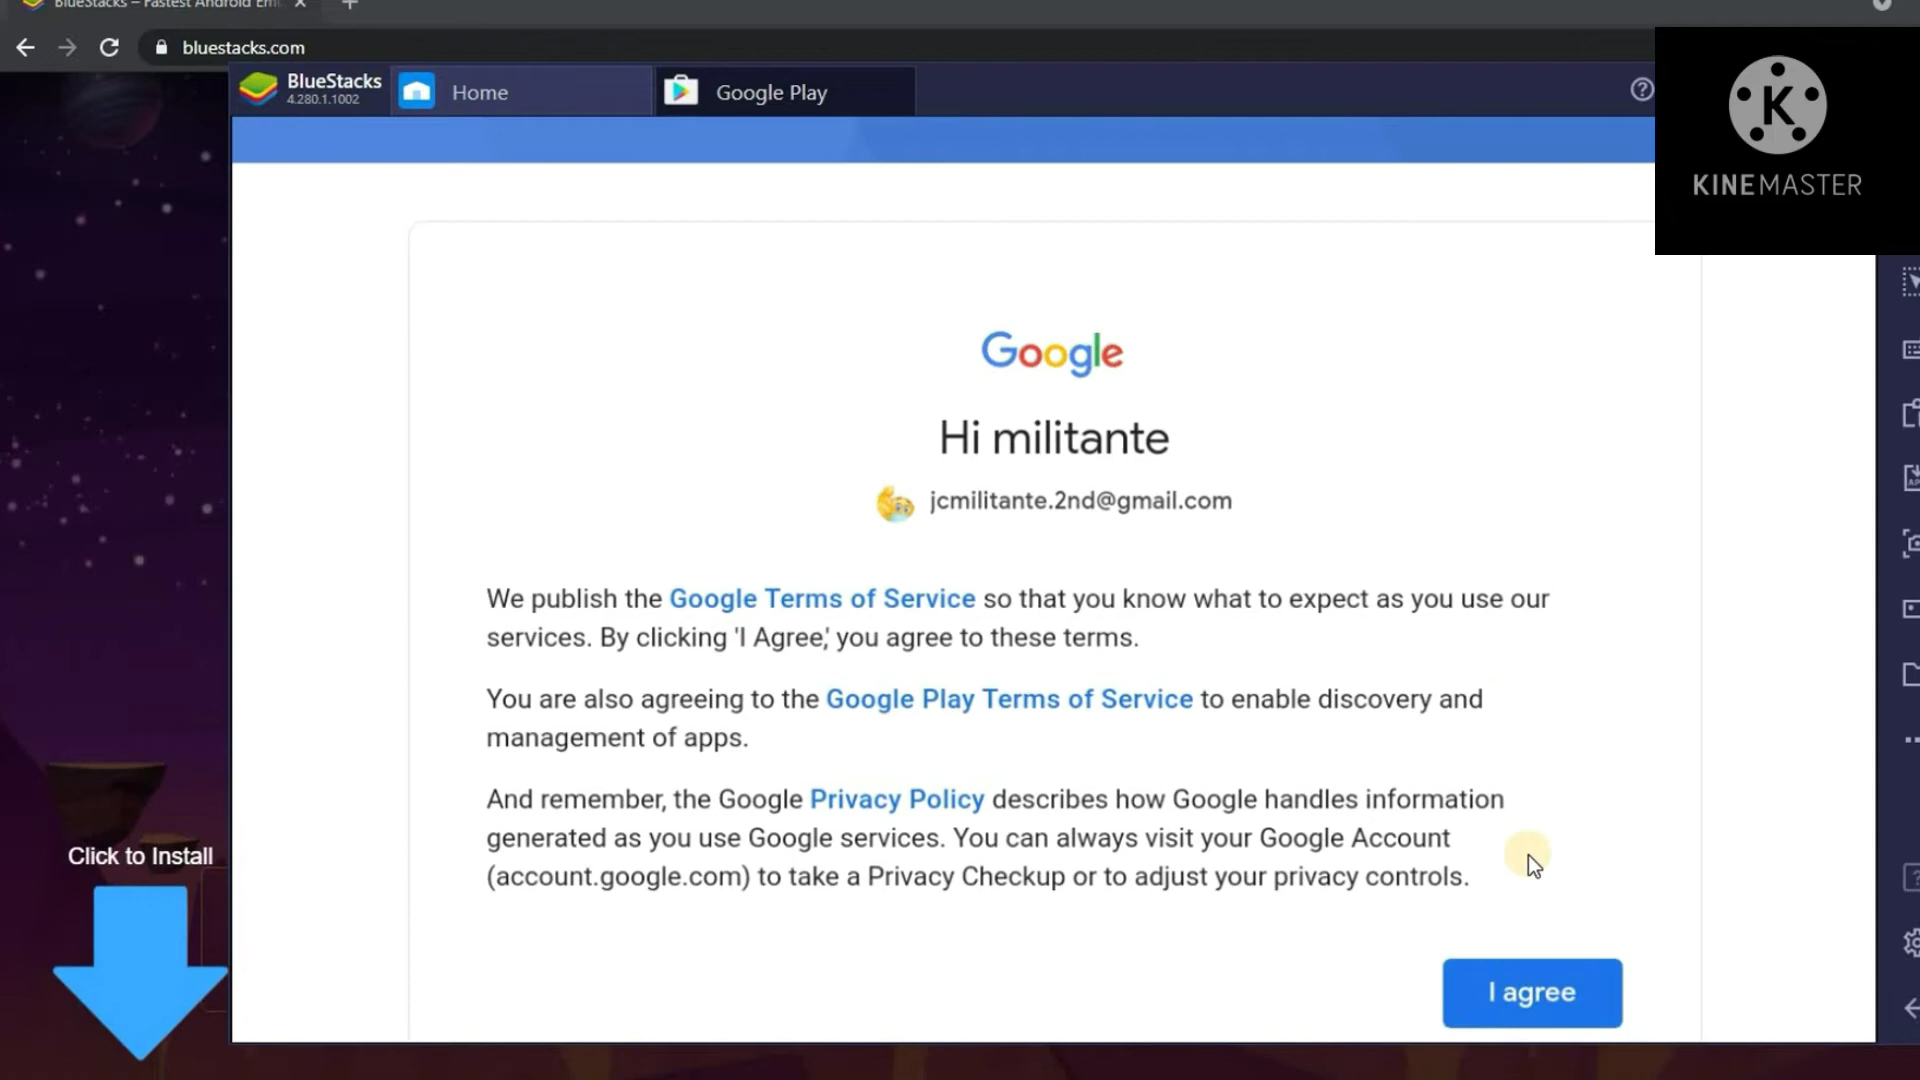 BlueStacks – Fastest Android Em
bluestacks.com
BlueStacks
4.280.1.1002
Home
Google Play
KINEMASTER
Google
Hi militante
jcmilitante.2nd@gmail.com
We publish the Google Terms of Service so that you know what to expect as you use our
services. By clicking 'I Agree,' you agree to these terms.
You are also agreeing to the Google Play Terms of Service to enable discovery and
management of apps.
And remember, the Google Privacy Policy describes how Google handles information
generated as you use Google services. You can always visit your Google Account
(account.google.com) to take a Privacy Checkup or to adjust your privacy controls.
Click to Install
I agree